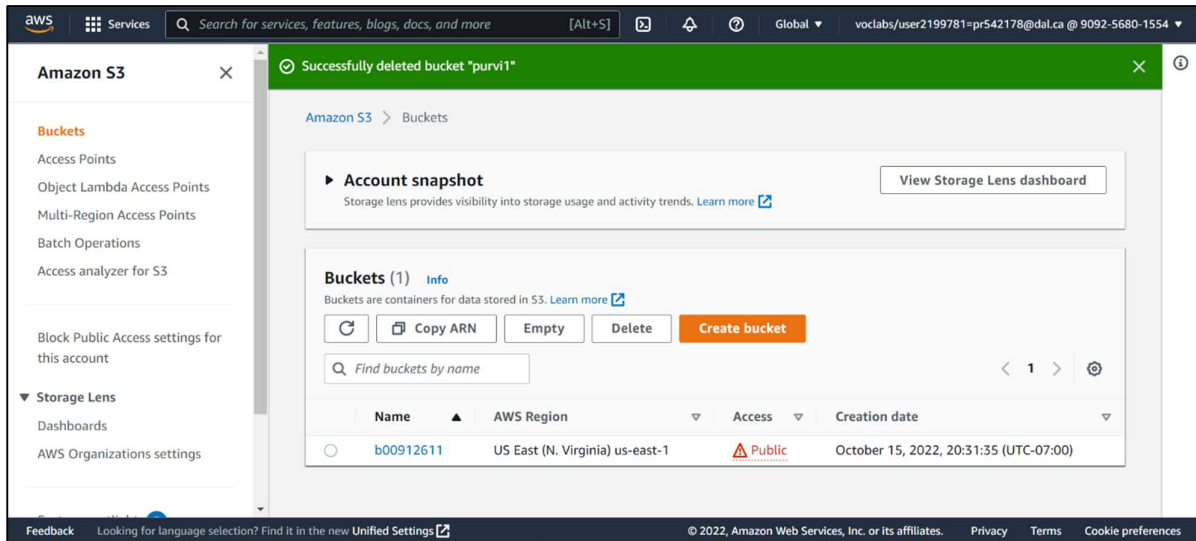 aws
Services
Search for services, features, blogs, docs, and more
[Alt+S]
Global ▼
voclabs/user2199781=pr542178@dal.ca @ 9092-5680-1554 ▼
Amazon S3
Buckets
Access Points
Object Lambda Access Points
Multi-Region Access Points
Batch Operations
Access analyzer for S3
Block Public Access settings for
this account
▼ Storage Lens
Dashboards
AWS Organizations settings
Successfully deleted bucket "purvi1"
Amazon S3 > Buckets
Account snapshot
Storage lens provides visibility into storage usage and activity trends. Learn more
View Storage Lens dashboard
Buckets (1) Info
Buckets are containers for data stored in S3. Learn more
Copy ARN
Empty
Delete
Create bucket
Find buckets by name
< 1 >
Name ▲ AWS Region Access Creation date
b00912611 US East (N. Virginia) us-east-1 Public October 15, 2022, 20:31:35 (UTC-07:00)
Feedback Looking for language selection? Find it in the new Unified Settings © 2022, Amazon Web Services, Inc. or its affiliates. Privacy Terms Cookie preferences